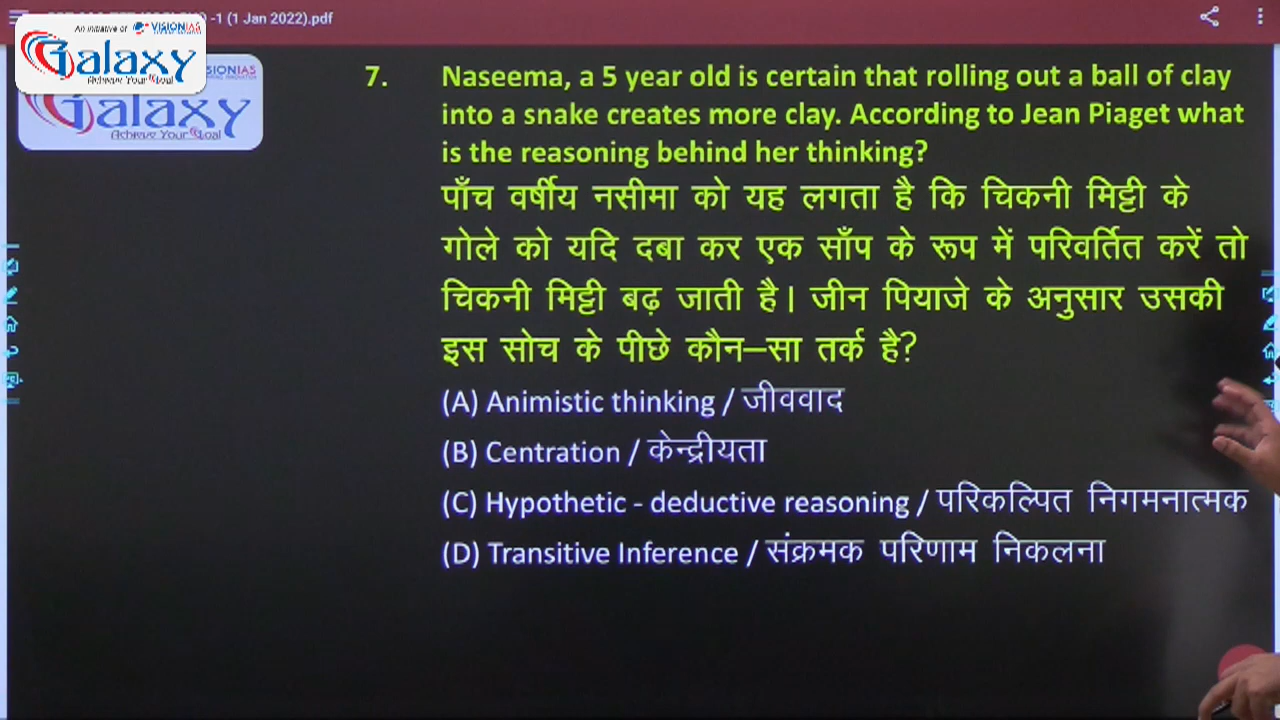 -1 (1 Jan 2022).pdf
An initiative of VISIONIAS
Galaxy
Achieve Your Goal
VISIONIAS
Galaxy
Achieve Your Goal
7. Naseema, a 5 year old is certain that rolling out a ball of clay
into a snake creates more clay. According to Jean Piaget what
is the reasoning behind her thinking?
पाँच वर्षीय नसीमा को यह लगता है कि चिकनी मिट्टी के
गोले को यदि दबा कर एक साँप के रूप में परिवर्तित करें तो
चिकनी मिट्टी बढ़ जाती है। जीन पियाजे के अनुसार उसकी
इस सोच के पीछे कौन–सा तर्क है?
(A) Animistic thinking / जीववाद
(B) Centration / केन्द्रीयता
(C) Hypothetic - deductive reasoning / परिकल्पित निगमनात्मक
(D) Transitive Inference / संक्रमक परिणाम निकलना